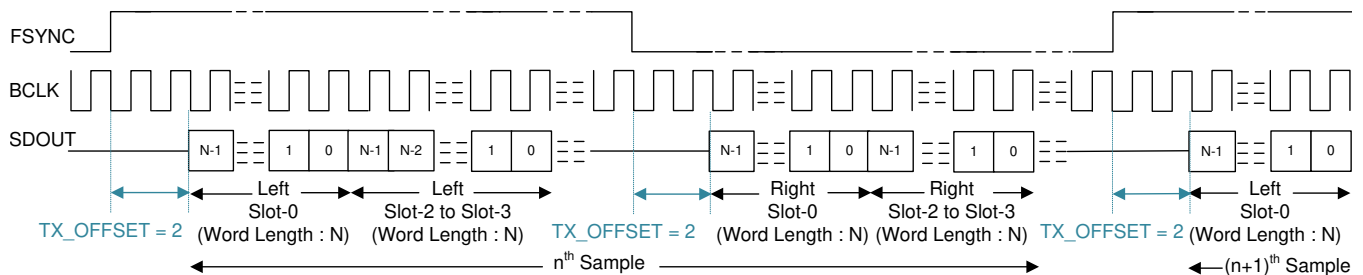 FSYNC
BCLK
SDOUT
N-1 1 0 N-1 N-2 1 0 N-1 1 0 N-1 1 0 N-1 1 0
Left Left Right Right Left
Slot-0 Slot-2 to Slot-3 Slot-0 Slot-2 to Slot-3 Slot-0
TX_OFFSET = 2 (Word Length : N) (Word Length : N) TX_OFFSET = 2 (Word Length : N) (Word Length : N) TX_OFFSET = 2 (Word Length : N)
nth Sample (n+1)th Sample